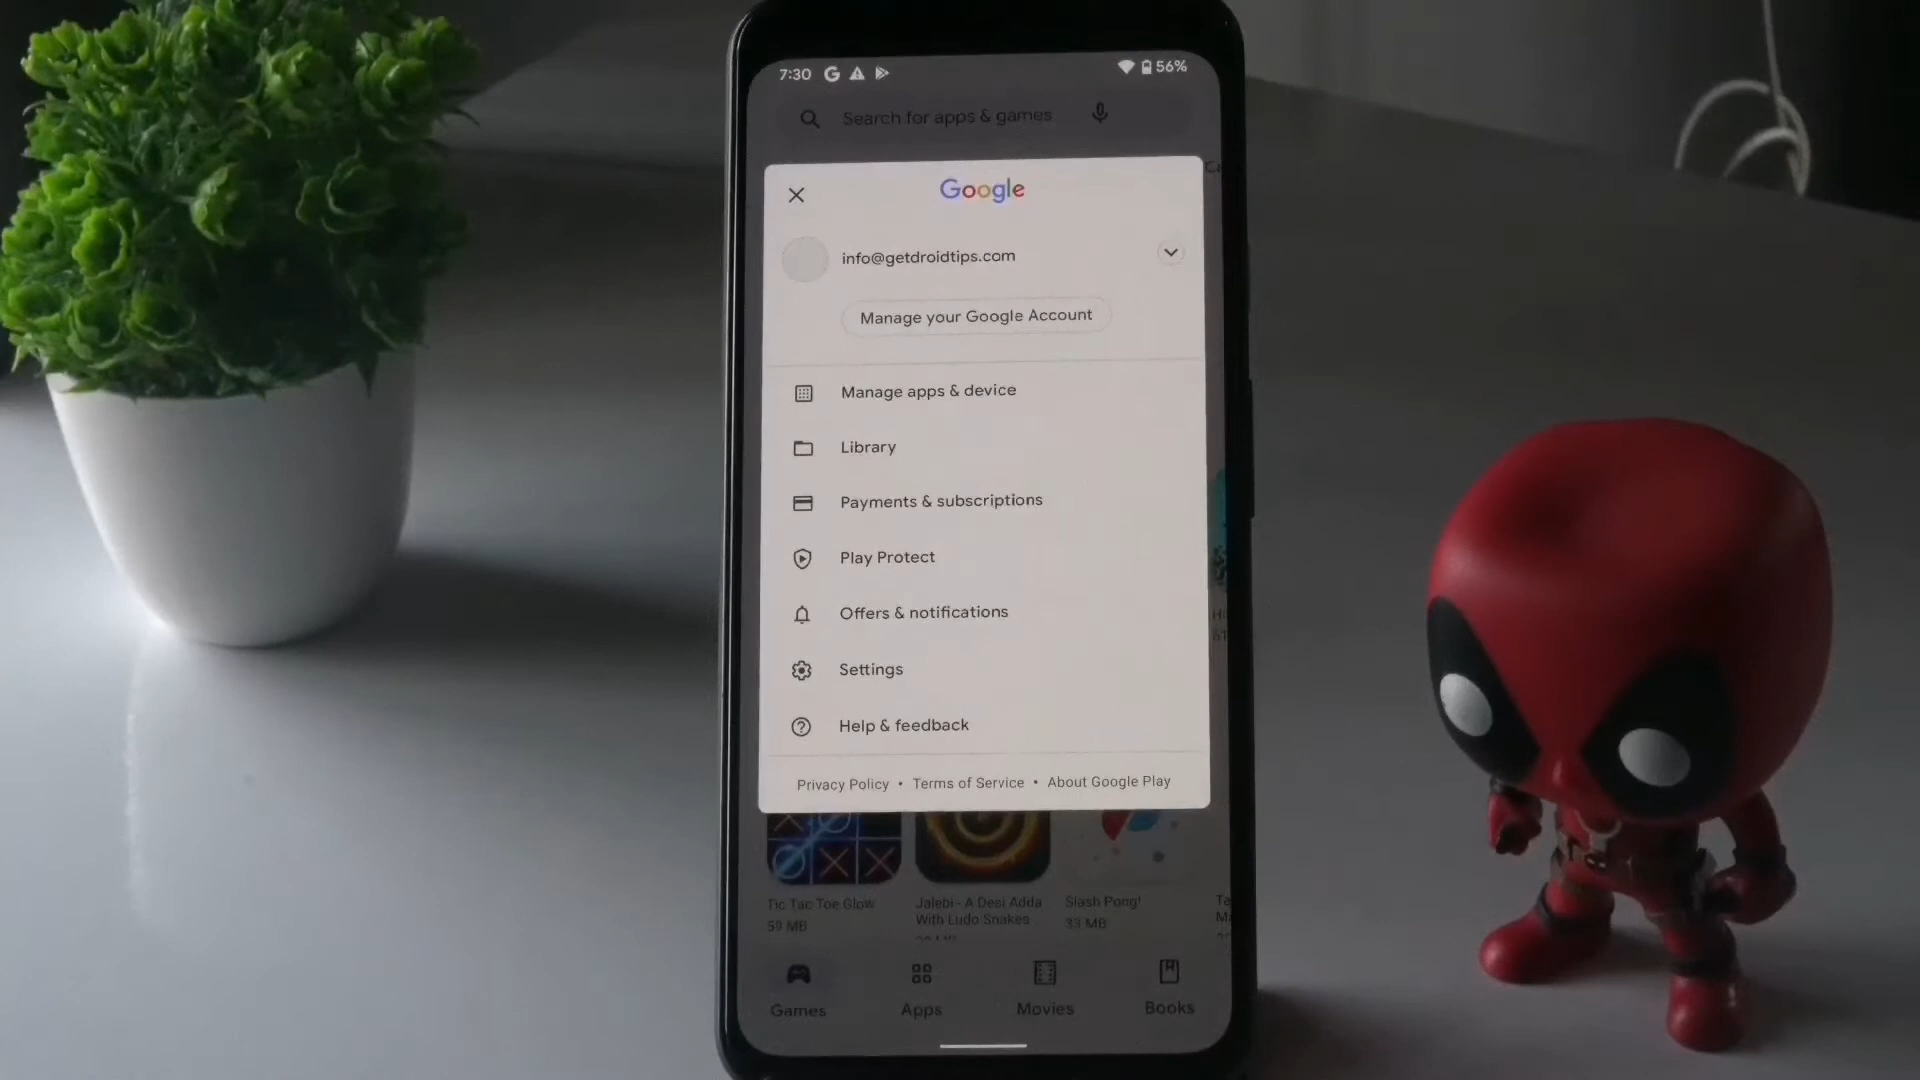 7:30
56%
Search for apps & games
Google
info@getdroidtips.com
Manage your Google Account
Manage apps & device
Library
Payments & subscriptions
Play Protect
Offers & notifications
Settings
Help & feedback
Privacy Policy • Terms of Service • About Google Play
Tic Tac Toe Glow
59 MB
Jalebi - A Desi Adda
With Ludo Snakes
Slash Pong!
33 MB
Games
Apps
Movies
Books